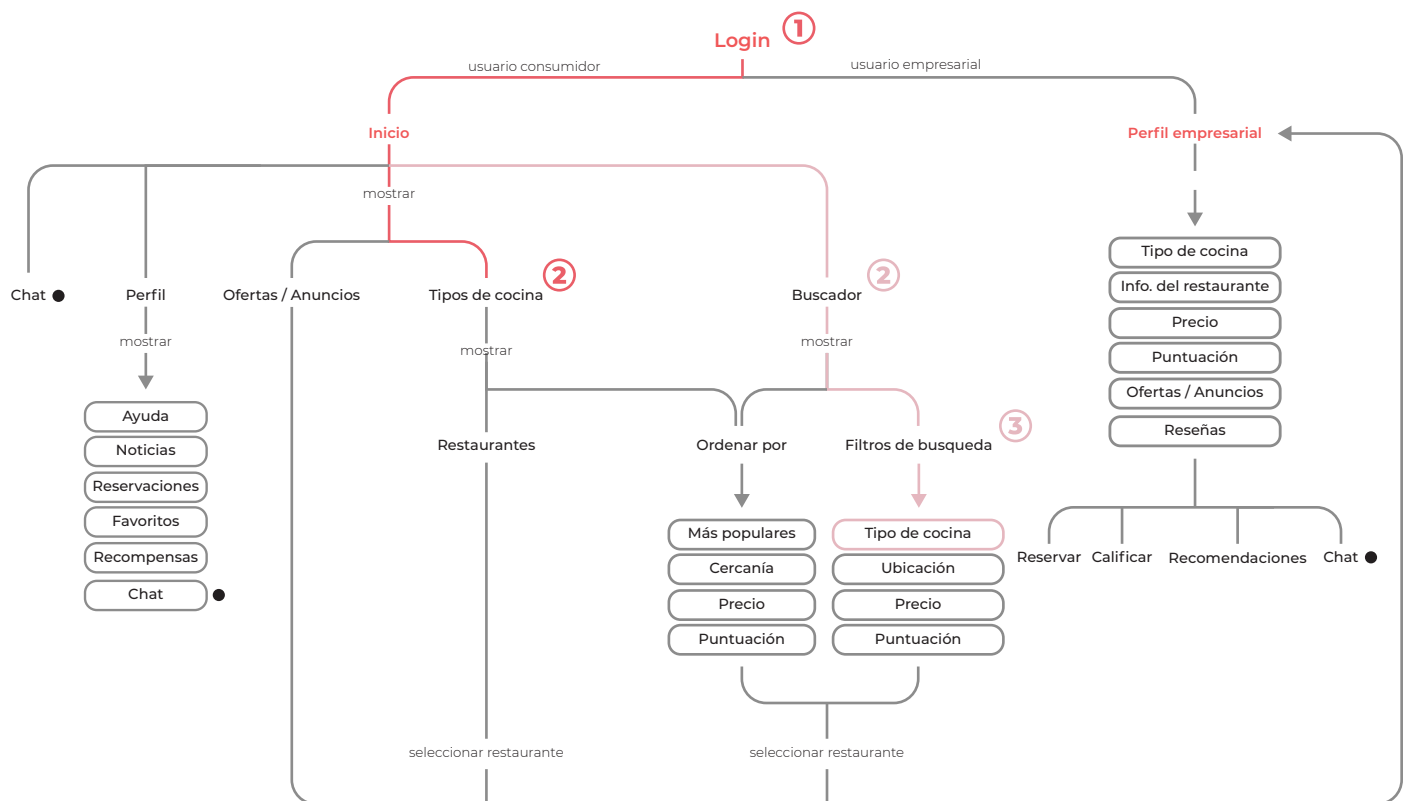 Login
1
usuario consumidor
usuario empresarial
Inicio
Perfil empresarial
mostrar
Chat
Perfil
Ofertas / Anuncios
Tipos de cocina
2
Buscador
2
mostrar
mostrar
mostrar
Ayuda
Noticias
Reservaciones
Favoritos
Recompensas
Chat
Restaurantes
Ordenar por
Filtros de busqueda
3
Más populares
Cercanía
Precio
Puntuación
Tipo de cocina
Ubicación
Precio
Puntuación
seleccionar restaurante
seleccionar restaurante
Tipo de cocina
Info. del restaurante
Precio
Puntuación
Ofertas / Anuncios
Reseñas
Reservar
Calificar
Recomendaciones
Chat